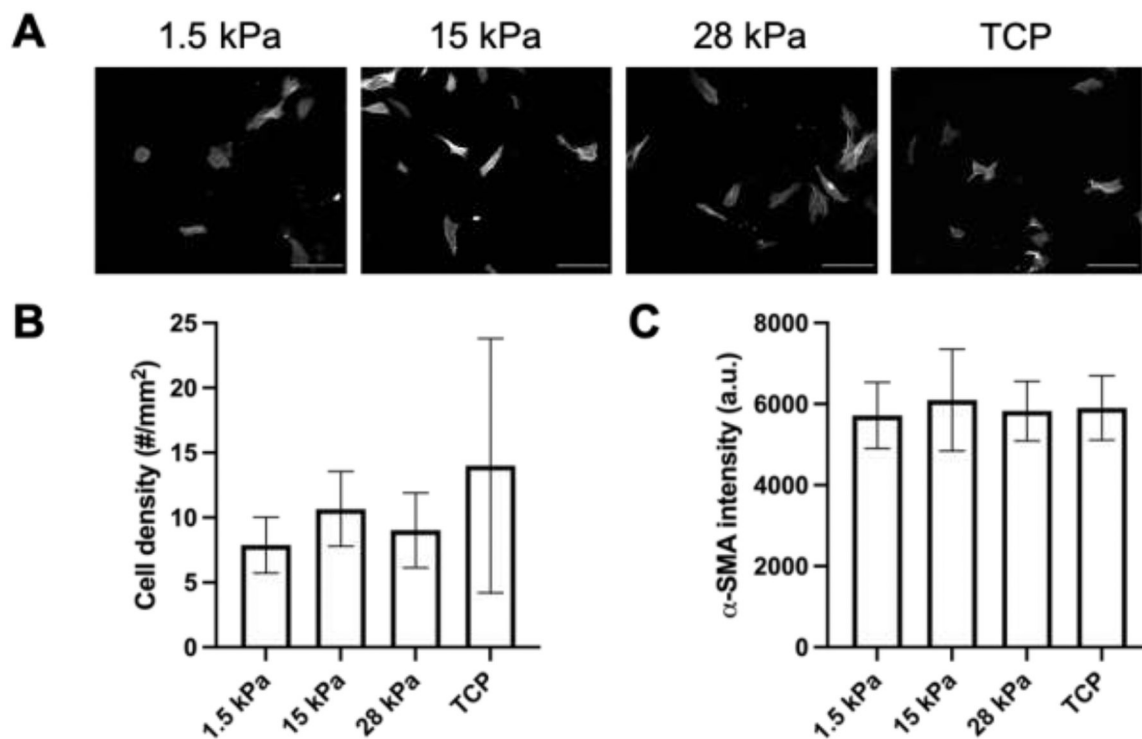 A
1.5 kPa
15 kPa
28 kPa
TCP
B
Cell density (#/mm²)
25
20
15
10
5
0
1.5 kPa
15 kPa
28 kPa
TCP
C
α-SMA intensity (a.u.)
8000
6000
4000
2000
0
1.5 kPa
15 kPa
28 kPa
TCP